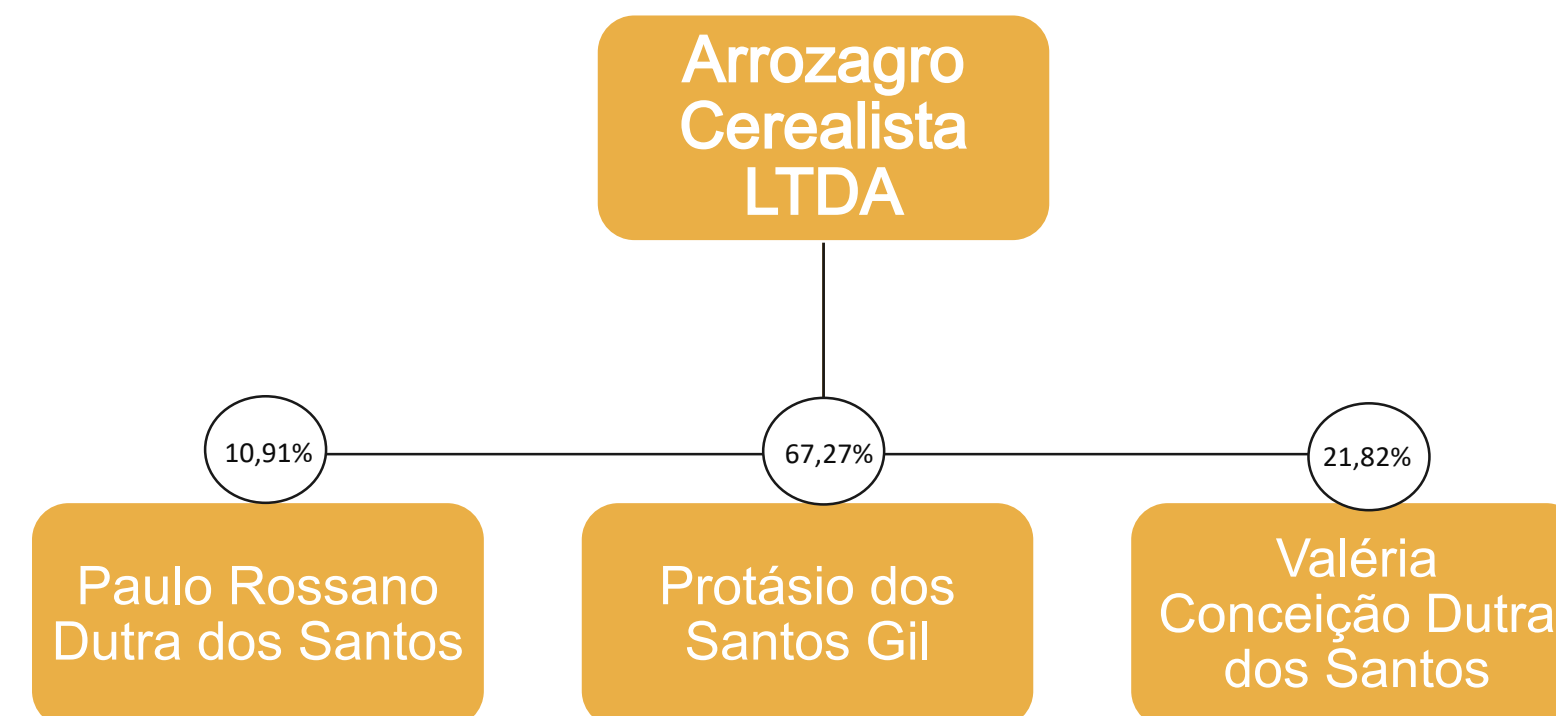 Arrozagro
Cerealista
LTDA
10,91%
67,27%
21,82%
Paulo Rossano
Dutra dos Santos
Protásio dos
Santos Gil
Valéria
Conceição Dutra
dos Santos